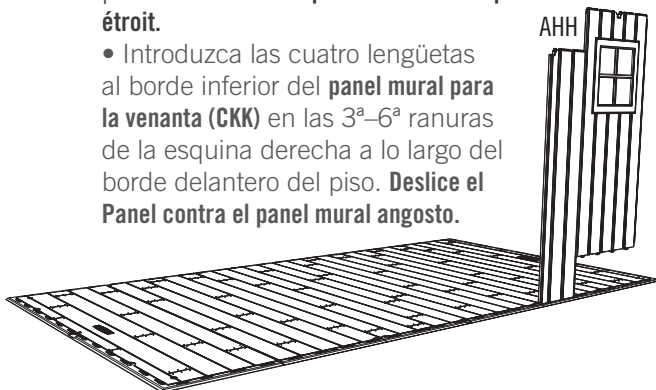 étroit.
• Introduzca las cuatro lengüetas
al borde inferior del panel mural para
la venanta (CKK) en las 3ª–6ª ranuras
de la esquina derecha a lo largo del
borde delantero del piso. Deslice el
Panel contra el panel mural angosto.
AHH